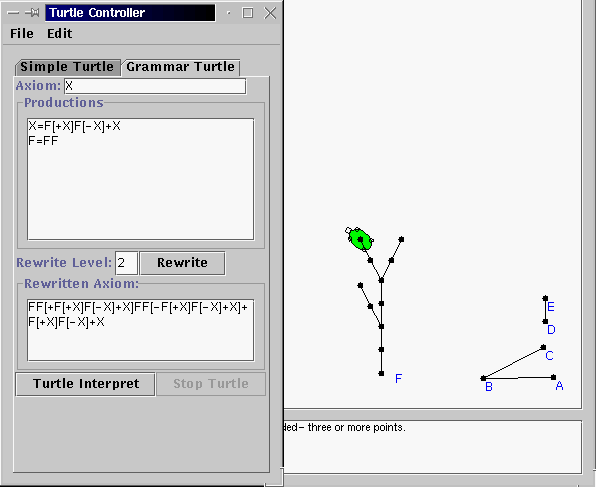 Turtle Controller
File Edit
Simple Turtle Grammar Turtle
Axiom: X
Productions
X=F[+X]F[-X]+X
F=FF
Rewrite Level: 2 Rewrite
Rewritten Axiom:
FF[+F[+X]F[-X]+X]FF[-F[+X]F[-X]+X]+
F[+X]F[-X]+X
Turtle Interpret Stop Turtle
E
D
C
F
B
A
ded- three or more points.